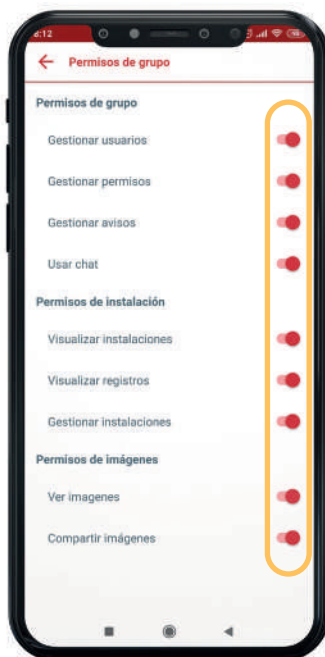 8:12
Permisos de grupo
Permisos de grupo
Gestionar usuarios
Gestionar permisos
Gestionar avisos
Usar chat
Permisos de instalación
Visualizar instalaciones
Visualizar registros
Gestionar instalaciones
Permisos de imágenes
Ver imagenes
Compartir imágenes